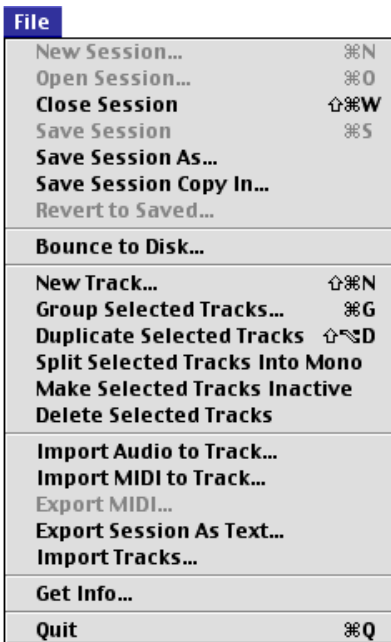 File
New Session... ⌘N
Open Session... ⌘O
Close Session ⇧⌘W
Save Session ⌘S
Save Session As...
Save Session Copy In...
Revert to Saved...
Bounce to Disk...
New Track... ⇧⌘N
Group Selected Tracks... ⌘G
Duplicate Selected Tracks ⇧⌥D
Split Selected Tracks Into Mono
Make Selected Tracks Inactive
Delete Selected Tracks
Import Audio to Track...
Import MIDI to Track...
Export MIDI...
Export Session As Text...
Import Tracks...
Get Info...
Quit ⌘Q